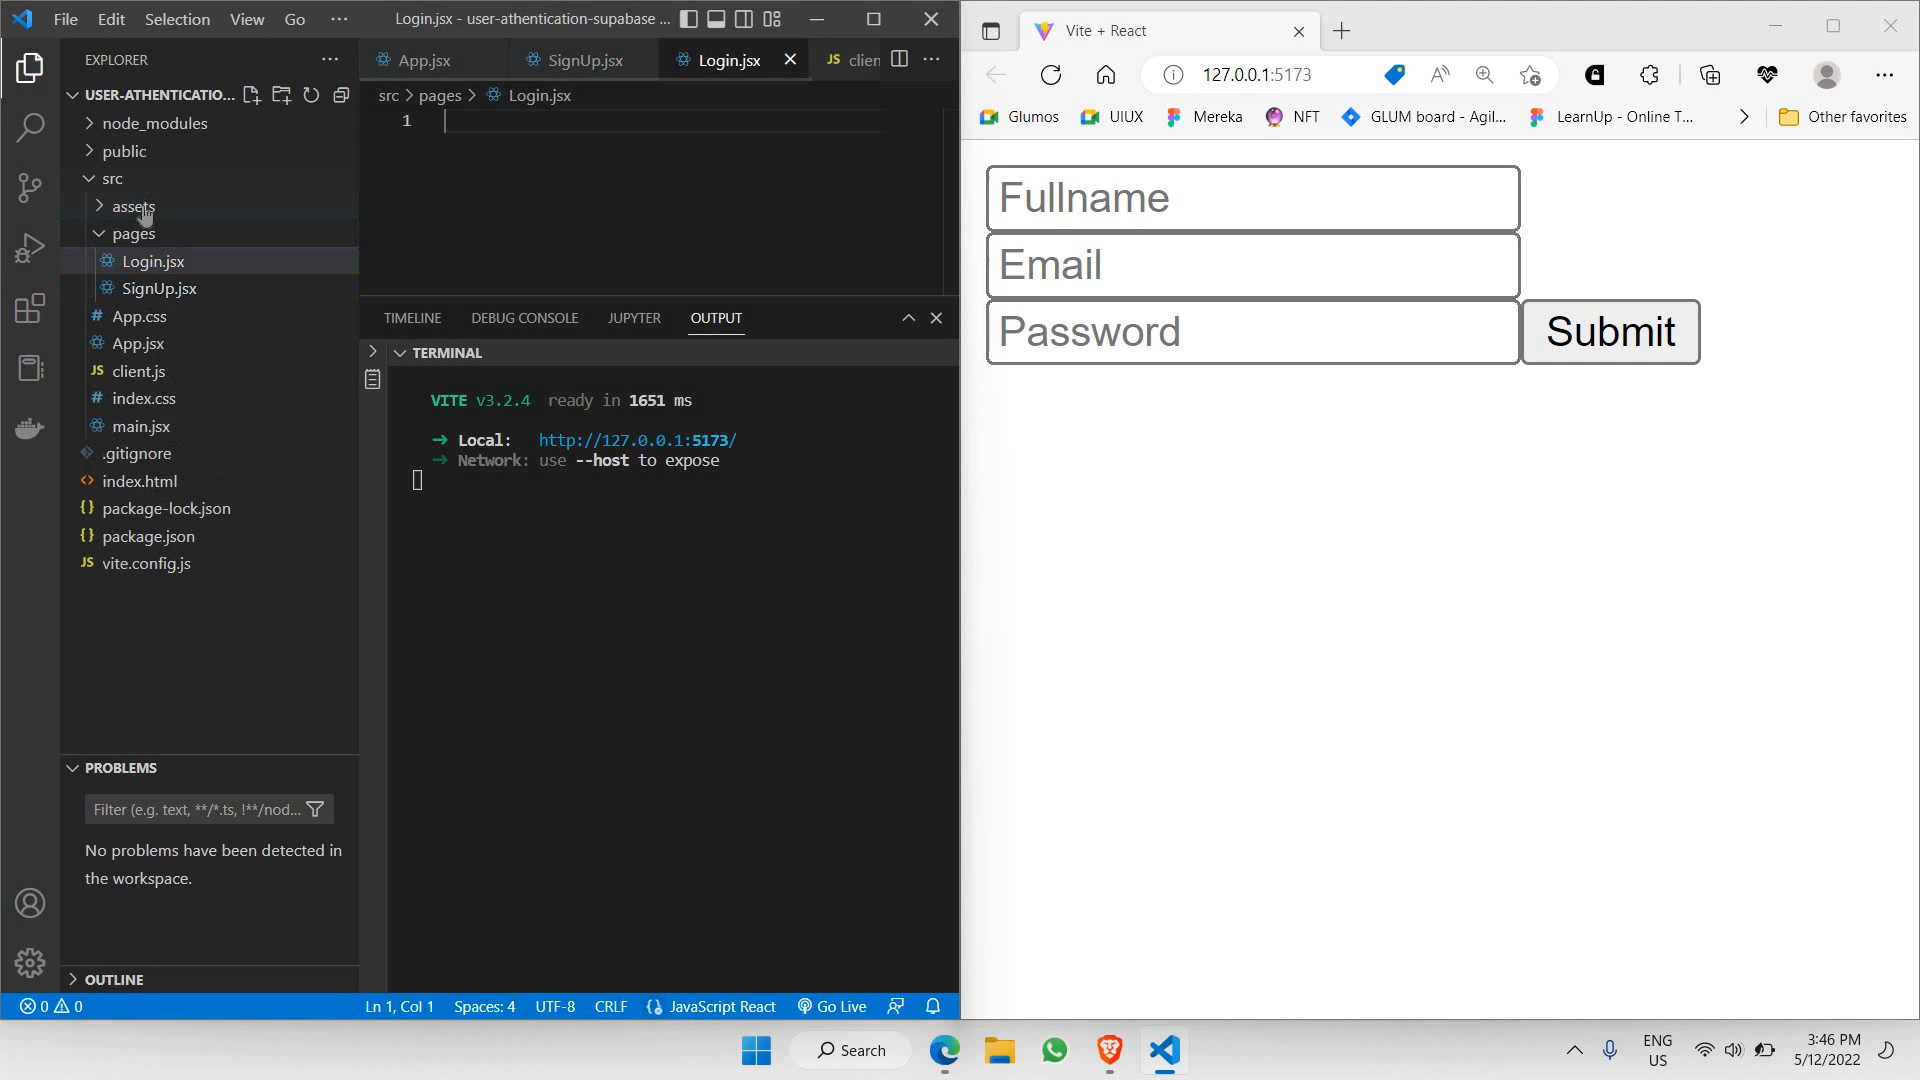 File Edit Selection View Go ··· Login.jsx - user-athentication-supabase ...
EXPLORER
USER-ATHENTICATIO...
node_modules
public
src
assets
pages
Login.jsx
SignUp.jsx
# App.css
App.jsx
JS client.js
# index.css
main.jsx
.gitignore
<> index.html
{} package-lock.json
{} package.json
JS vite.config.js
PROBLEMS
Filter (e.g. text, **/*.ts, !**/nod...
No problems have been detected in
the workspace.
OUTLINE
App.jsx SignUp.jsx Login.jsx JS clien
src > pages > Login.jsx
1
TIMELINE DEBUG CONSOLE JUPYTER OUTPUT
TERMINAL
VITE v3.2.4 ready in 1651 ms
➜ Local: http://127.0.0.1:5173/
➜ Network: use --host to expose
0 0 Ln 1, Col 1 Spaces: 4 UTF-8 CRLF JavaScript React Go Live
Vite + React
127.0.0.1:5173
Glumos UIUX Mereka NFT GLUM board - Agil... LearnUp - Online T... Other favorites
Fullname
Email
Password Submit
Search
ENG
US
3:46 PM
5/12/2022